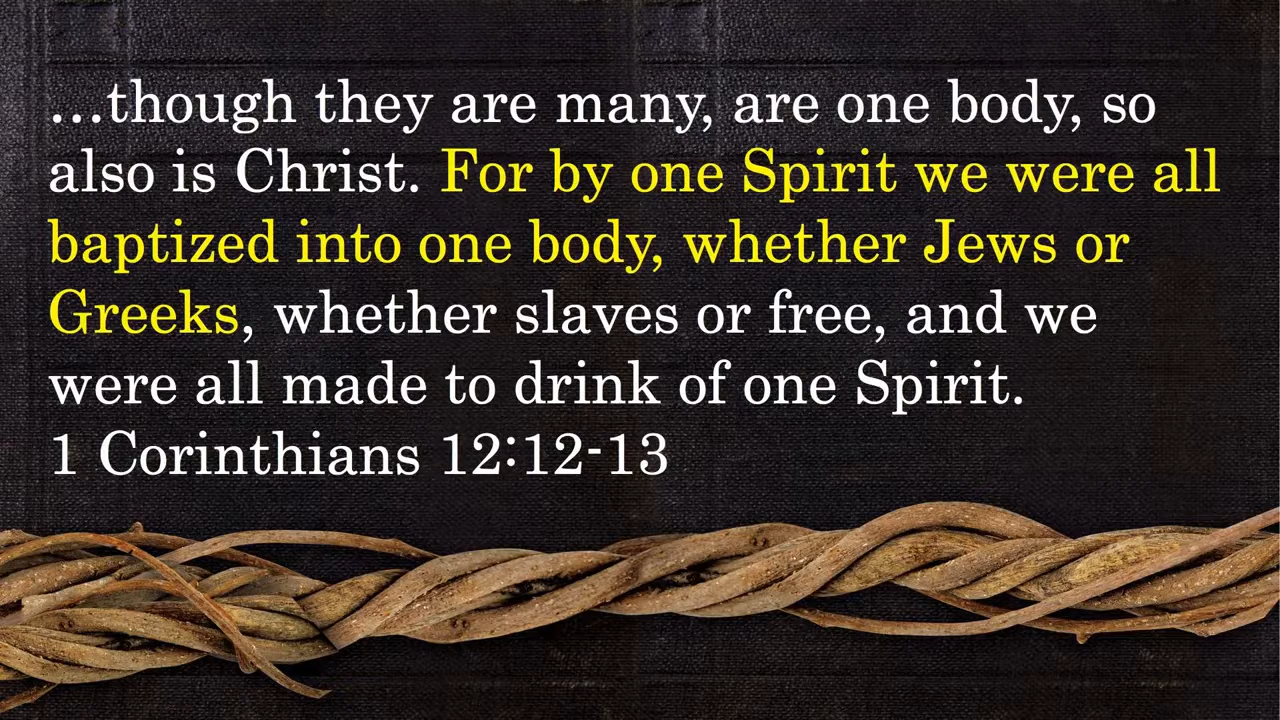 …though they are many, are one body, so
also is Christ. For by one Spirit we were all
baptized into one body, whether Jews or
Greeks, whether slaves or free, and we
were all made to drink of one Spirit.
1 Corinthians 12:12-13